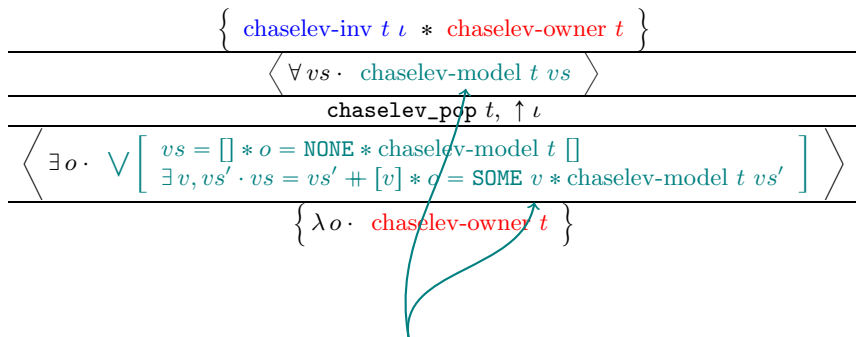 { chaselev-inv t ι ∗ chaselev-owner t }
⟨ ∀ vs · chaselev-model t vs ⟩
chaselev_pop t, ↑ ι
⟨ ∃ o · ⋁ [ vs = [] ∗ o = NONE ∗ chaselev-model t []
∃ v, vs′ · vs = vs′ ++ [v] ∗ o = SOME v ∗ chaselev-model t vs′ ] ⟩
{ λ o · chaselev-owner t }